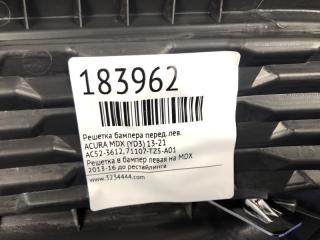 183962
Решетка бампера перед.лев.
ACURA MDX (YD3) 13-21
AC52-3612,71107-TZ5-A01
Решетка в бампер левая на MDX
2013-16 до рестайлинга
www.3234444.com